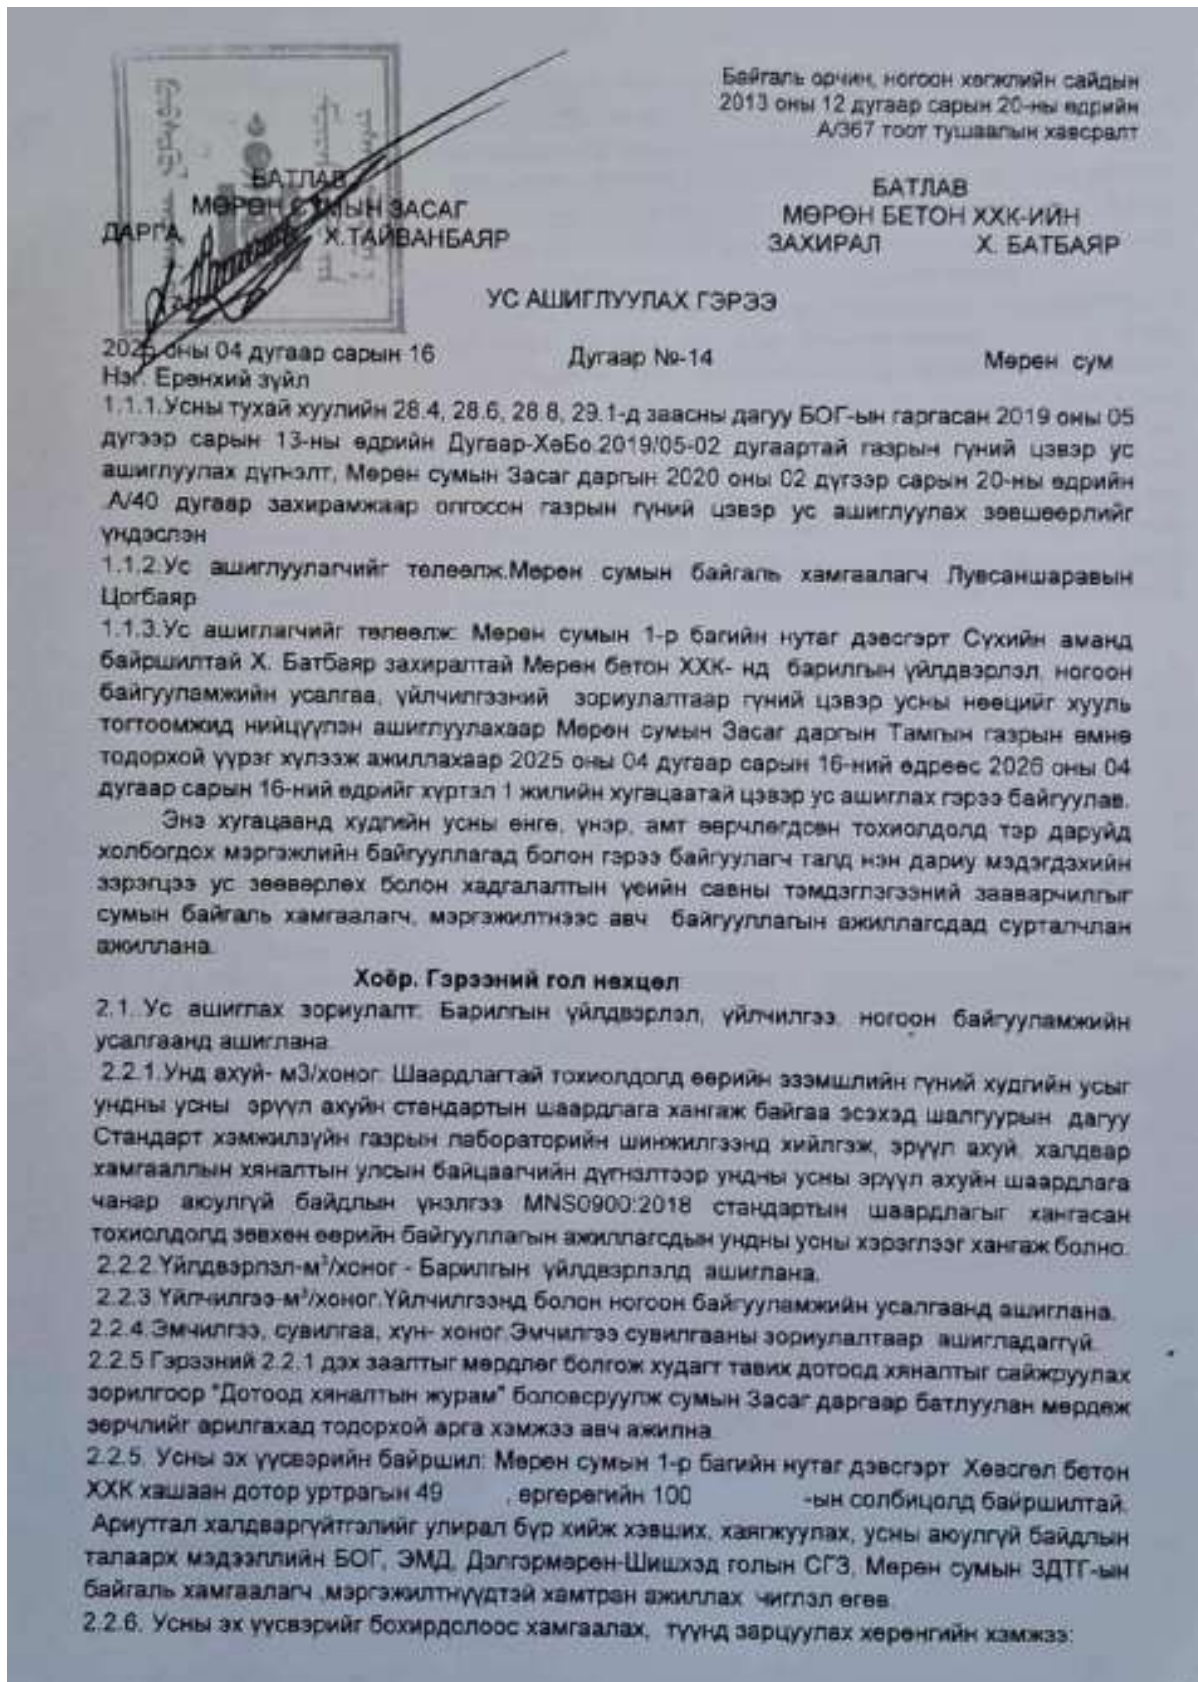 Байгаль орчин, ногоон хөгжлийн сайдын
2013 оны 12 дугаар сарын 20-ны өдрийн
А/367 тоот тушаалын хавсралт
БАТЛАВ
МӨРӨН СУМЫН ЗАСАГ
ДАРГА Х.ТАЙВАНБАЯР
БАТЛАВ
МӨРӨН БЕТОН ХХК-ИЙН
ЗАХИРАЛ Х. БАТБАЯР
УС АШИГЛУУЛАХ ГЭРЭЭ
2025 оны 04 дугаар сарын 16 Дугаар №-14 Мөрөн сум
Нэг. Ерөнхий зүйл
1.1.1.Усны тухай хуулийн 28.4, 28.6, 28.8, 29.1-д заасны дагуу БОГ-ын гаргасан 2019 оны 05
дүгээр сарын 13-ны өдрийн Дугаар-ХөБо.2019/05-02 дугаартай газрын гүний цэвэр ус
ашиглуулах дүгнэлт, Мөрөн сумын Засаг даргын 2020 оны 02 дүгээр сарын 20-ны өдрийн
А/40 дугаар захирамжаар олгосон газрын гүний цэвэр ус ашиглуулах зөвшөөрлийг
үндэслэн
1.1.2.Ус ашиглуулагчийг төлөөлж.Мөрөн сумын байгаль хамгаалагч Лувсаншаравын
Цогбаяр
1.1.3.Ус ашиглагчийг төлөөлж: Мөрөн сумын 1-р багийн нутаг дэвсгэрт Сүхийн аманд
байршилтай Х. Батбаяр захиралтай Мөрөн бетон ХХК- нд барилгын үйлдвэрлэл, ногоон
байгууламжийн усалгаа, үйлчилгээний зориулалтаар гүний цэвэр усны нөөцийг хууль
тогтоомжид нийцүүлэн ашиглуулахаар Мөрөн сумын Засаг даргын Тамгын газрын өмнө
тодорхой үүрэг хүлээж ажиллахаар 2025 оны 04 дугаар сарын 16-ний өдрөөс 2026 оны 04
дугаар сарын 16-ний өдрийг хүртэл 1 жилийн хугацаатай цэвэр ус ашиглах гэрээ байгуулав.
Энэ хугацаанд худгийн усны өнгө, үнэр, амт өөрчлөгдсөн тохиолдолд тэр даруйд
холбогдох мэргэжлийн байгууллагад болон гэрээ байгуулагч талд нэн дариу мэдэгдэхийн
зэрэгцээ ус зөөвөрлөх болон хадгалалтын үеийн савны тэмдэглэгээний зааварчилгыг
сумын байгаль хамгаалагч, мэргэжилтнээс авч байгууллагын ажиллагсдад сурталчлан
ажиллана.
Хоёр. Гэрээний гол нөхцөл
2.1. Ус ашиглах зориулалт: Барилгын үйлдвэрлэл, үйлчилгээ, ногоон байгууламжийн
усалгаанд ашиглана.
2.2.1.Унд ахуй- м3/хоног. Шаардлагтай тохиолдолд өөрийн эзэмшлийн гүний худгийн усыг
ундны усны эрүүл ахуйн стандартын шаардлага хангаж байгаа эсэхэд шалгуурын дагуу
Стандарт хэмжилзүйн газрын лабораторийн шинжилгээнд хийлгэж, эрүүл ахуй, халдвар
хамгааллын хяналтын улсын байцаагчийн дүгнэлтээр ундны усны эрүүл ахуйн шаардлага
чанар аюулгүй байдлын үнэлгээ MNS0900:2018 стандартын шаардлагыг хангасан
тохиолдолд зөвхөн өөрийн байгууллагын ажиллагсдын ундны усны хэрэглээг хангаж болно.
2.2.2.Үйлдвэрлэл-м³/хоног - Барилгын үйлдвэрлэлд ашиглана.
2.2.3.Үйлчилгээ-м³/хоног.Үйлчилгээнд болон ногоон байгууламжийн усалгаанд ашиглана.
2.2.4.Эмчилгээ, сувилгаа, хүн- хоног.Эмчилгээ сувилгааны зориулалтаар ашигладаггүй.
2.2.5 Гэрээний 2.2.1 дэх заалтыг мөрдлөг болгож худагт тавих дотоод хяналтыг сайжруулах
зорилгоор "Дотоод хяналтын журам" боловсруулж сумын Засаг даргаар батлуулан мөрдөж
зөрчлийг арилгахад тодорхой арга хэмжээ авч ажилна.
2.2.5. Усны эх үүсвэрийн байршил: Мөрөн сумын 1-р багийн нутаг дэвсгэрт Хөвсгөл бетон
ХХК хашаан дотор уртрагын 49 , өргөрөгийн 100 -ын солбицолд байршилтай.
Ариутгал халдваргүйтгэлийг улирал бүр хийж хэвших, хаягжуулах, усны аюулгүй байдлын
талаарх мэдээллийн БОГ, ЭМД, Дэлгэрмөрөн-Шишхэд голын СГЗ, Мөрөн сумын ЗДТГ-ын
байгаль хамгаалагч ,мэргэжилтнүүдтэй хамтран ажиллах чиглэл өгөв.
2.2.6. Усны эх үүсвэрийг бохирдолоос хамгаалах, түүнд зарцуулах хөрөнгийн хэмжээ: